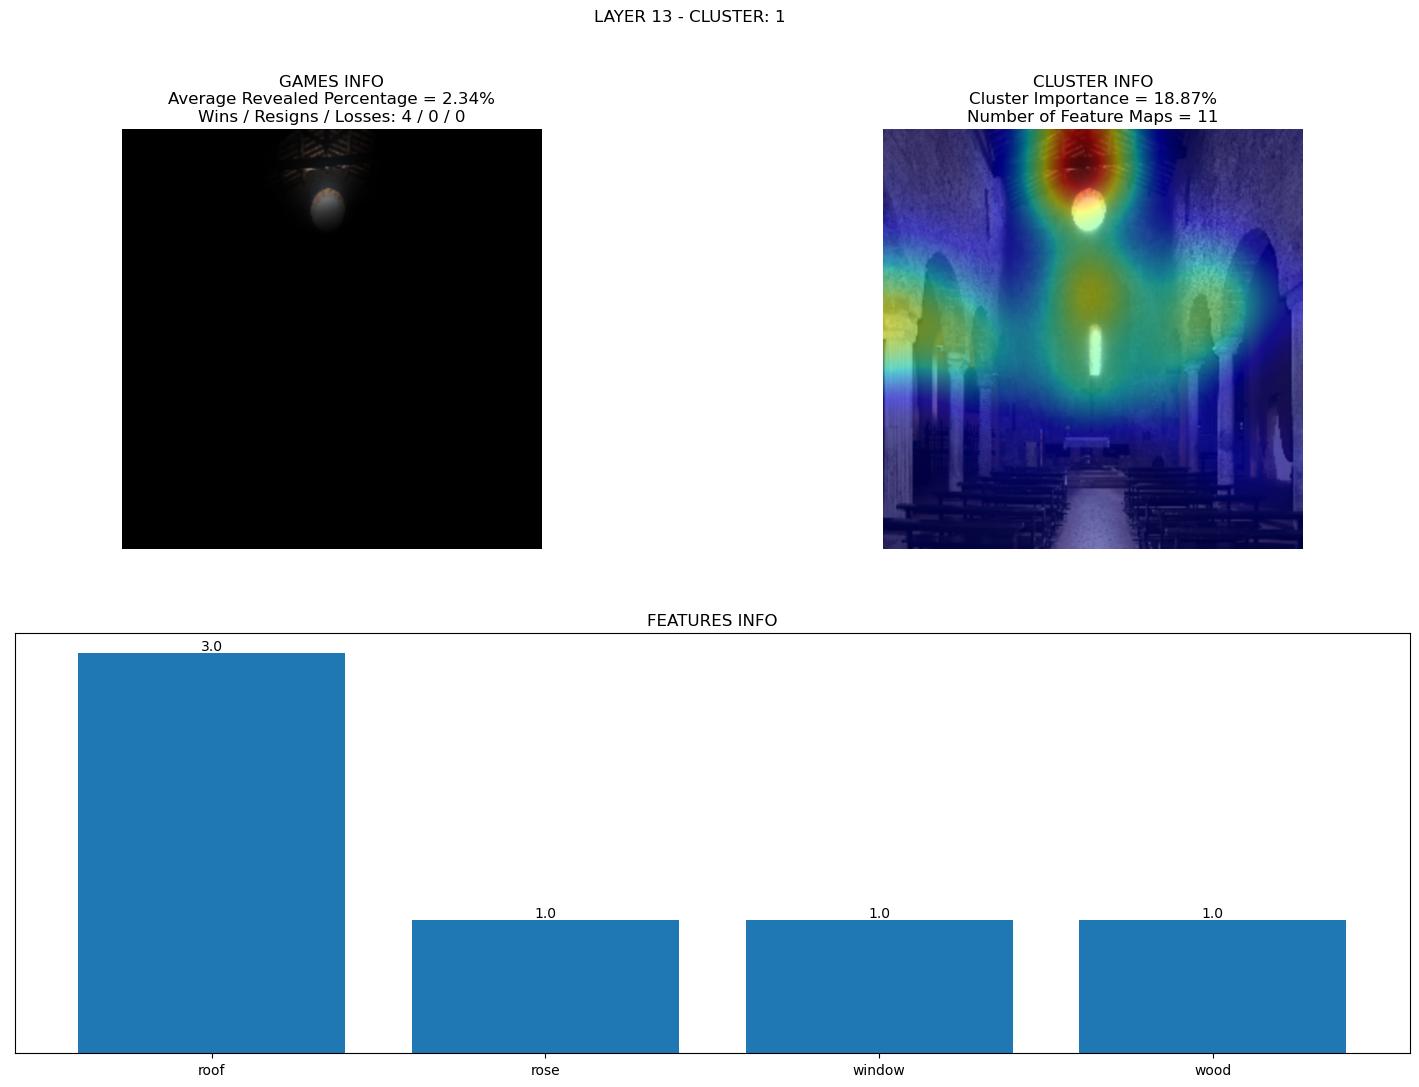 LAYER 13 - CLUSTER: 1
GAMES INFO
Average Revealed Percentage = 2.34%
Wins / Resigns / Losses: 4 / 0 / 0
CLUSTER INFO
Cluster Importance = 18.87%
Number of Feature Maps = 11
FEATURES INFO
3.0
1.0
1.0
1.0
roof
rose
window
wood